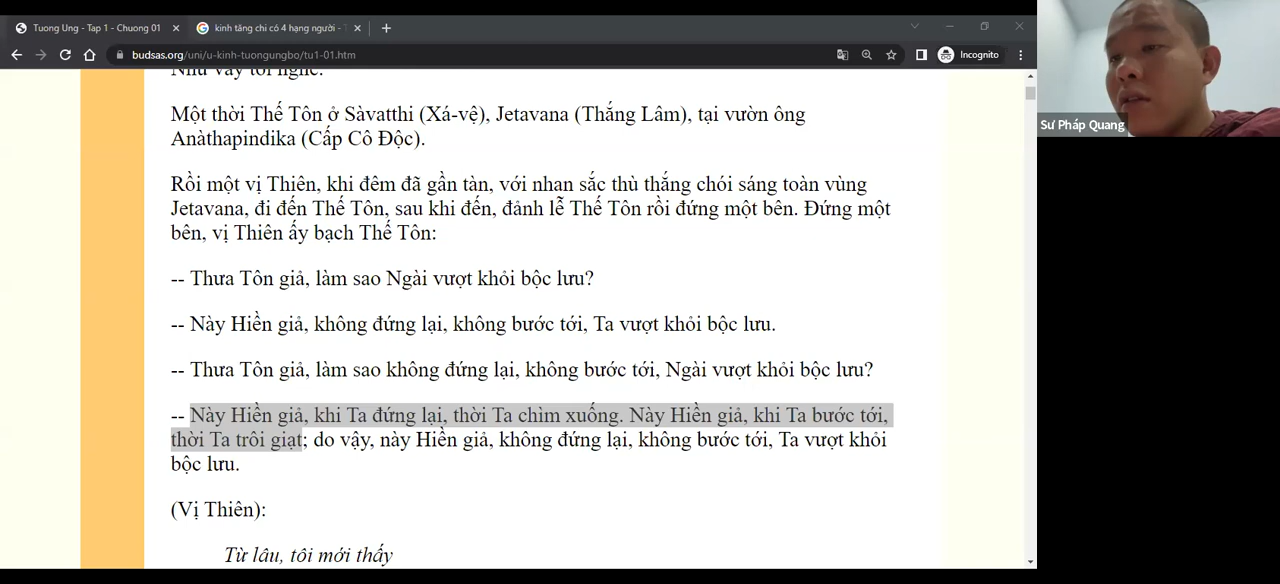 Tuong Ung - Tap 1 - Chuong 01
kinh tăng chi có 4 hạng người - T
budsas.org/uni/u-kinh-tuongungbo/tu1-01.htm
Incognito
Như vầy tôi nghe.
Một thời Thế Tôn ở Sàvatthi (Xá-vệ), Jetavana (Thắng Lâm), tại vườn ông
Anàthapindika (Cấp Cô Độc).
Rồi một vị Thiên, khi đêm đã gần tàn, với nhan sắc thù thắng chói sáng toàn vùng
Jetavana, đi đến Thế Tôn, sau khi đến, đảnh lễ Thế Tôn rồi đứng một bên. Đứng một
bên, vị Thiên ấy bạch Thế Tôn:
-- Thưa Tôn giả, làm sao Ngài vượt khỏi bộc lưu?
-- Này Hiền giả, không đứng lại, không bước tới, Ta vượt khỏi bộc lưu.
-- Thưa Tôn giả, làm sao không đứng lại, không bước tới, Ngài vượt khỏi bộc lưu?
-- Này Hiền giả, khi Ta đứng lại, thời Ta chìm xuống. Này Hiền giả, khi Ta bước tới,
thời Ta trôi giạt; do vậy, này Hiền giả, không đứng lại, không bước tới, Ta vượt khỏi
bộc lưu.
(Vị Thiên):
Từ lâu, tôi mới thấy
Sư Pháp Quang